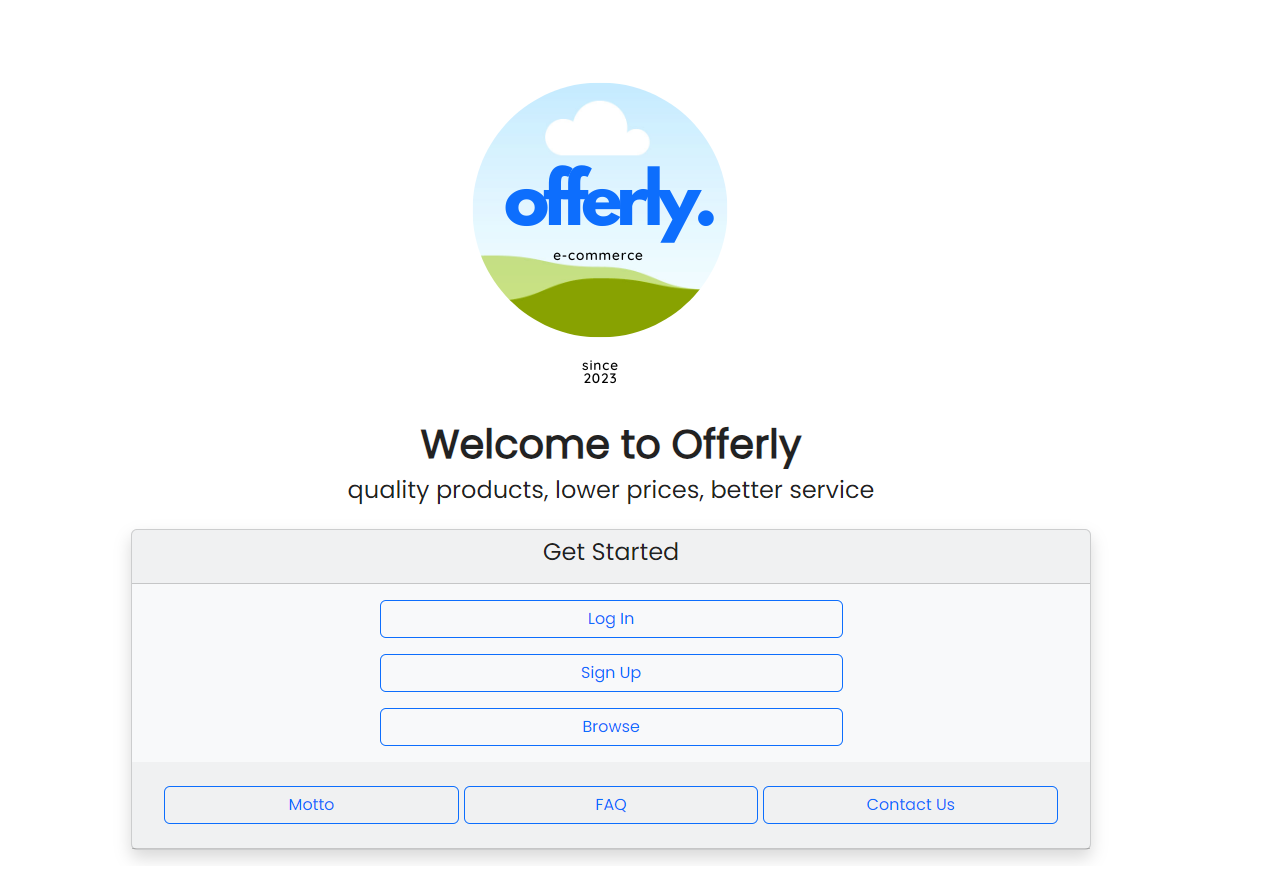 offerly.
e-commerce
since
2023
Welcome to Offerly
quality products, lower prices, better service
Get Started
Log In
Sign Up
Browse
Motto FAQ Contact Us